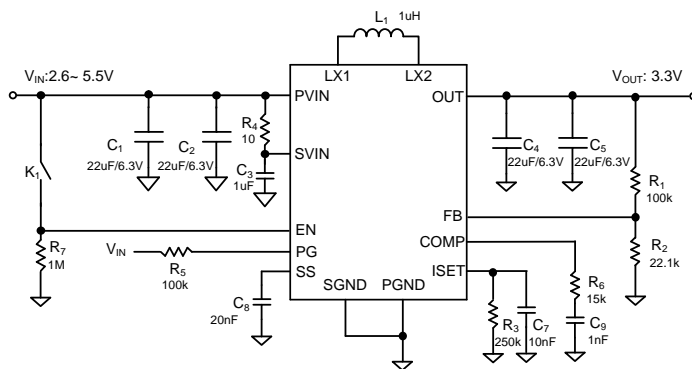 L1 1uH
VIN:2.6~ 5.5V
LX1 LX2
VOUT: 3.3V
PVIN OUT
R4
10
C1
22uF/6.3V
C2
22uF/6.3V
C4
22uF/6.3V
C5
22uF/6.3V
SVIN
C3
1uF
K1
R1
100k
FB
EN
COMP
R7
1M
VIN
R5
100k
PG
SS
ISET
R2
22.1k
C8
20nF
SGND PGND
R3
250k
C7
10nF
R6
15k
C9
1nF